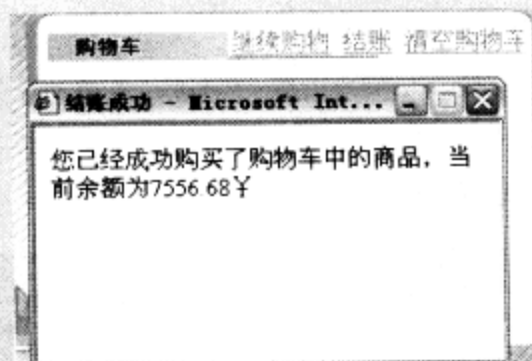 购物车 继续购物 结账 清空购物车
结账成功 - Microsoft Int...
您已经成功购买了购物车中的商品，当
前余额为7556.68￥